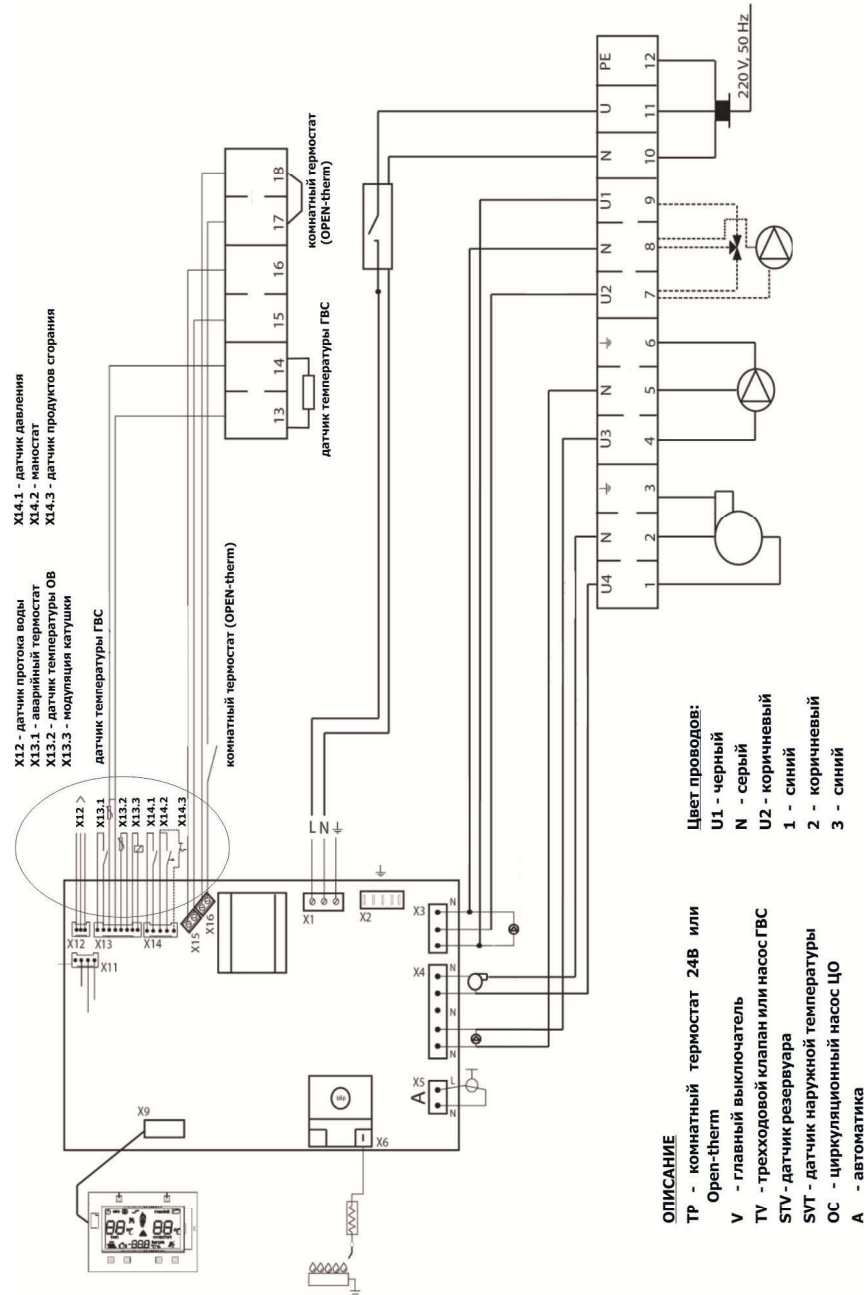 X12 - датчик протока воды
X13.1 - аварийный термостат
X13.2 - датчик температуры ОВ
X13.3 - модуляция катушки
X14.1 - датчик давления
X14.2 - маностат
X14.3 - датчик продуктов сгорания
датчик температуры ГВС
комнатный термостат (OPEN-therm)
X12 >
X13.1
X13.2
X13.3
X14.1
X14.2
X14.3
X12
X13
X14
X11
X15
X16
X9
X6
X1
L N
X2
X3
N
X4
N
N
N
X5
L
N
A
13 14 15 16 17 18
датчик температуры ГВС
комнатный термостат
(OPEN-therm)
U4 N U3 N U2 N U1 N U PE
1 2 3 4 5 6 7 8 9 10 11 12
220 V, 50 Hz
ОПИСАНИЕ
TP - комнатный термостат 24В или
Open-therm
V - главный выключатель
TV - трехходовой клапан или насос ГВС
STV - датчик резервуара
SVT - датчик наружной температуры
OC - циркуляционный насос ЦО
A - автоматика
Цвет проводов:
U1 - черный
N - серый
U2 - коричневый
1 - синий
2 - коричневый
3 - синий